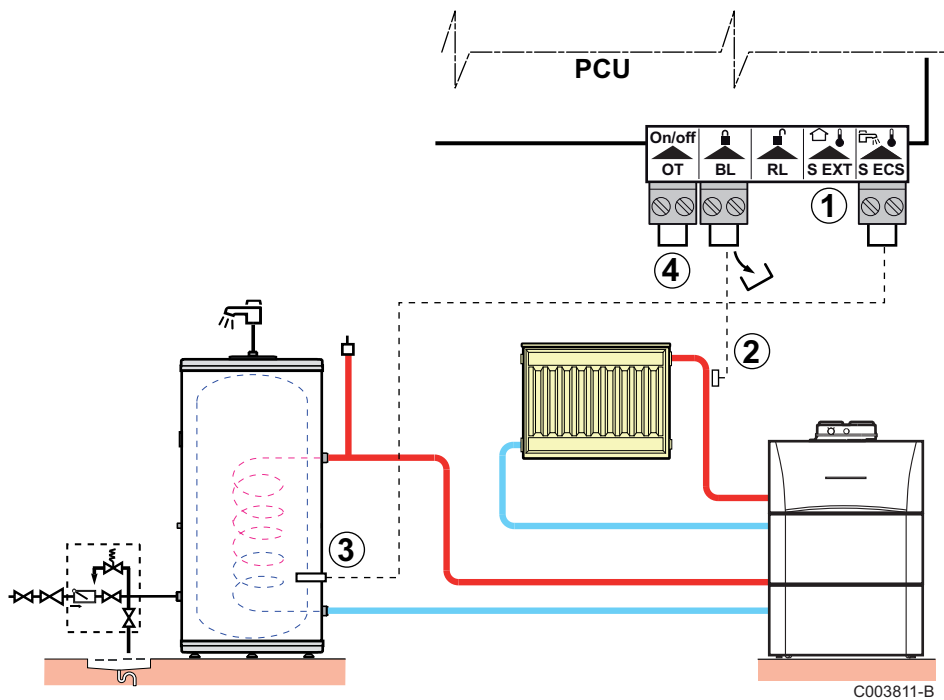 PCU
On/off
OT BL RL S EXT S ECS
1
4
2
3
C003811-B